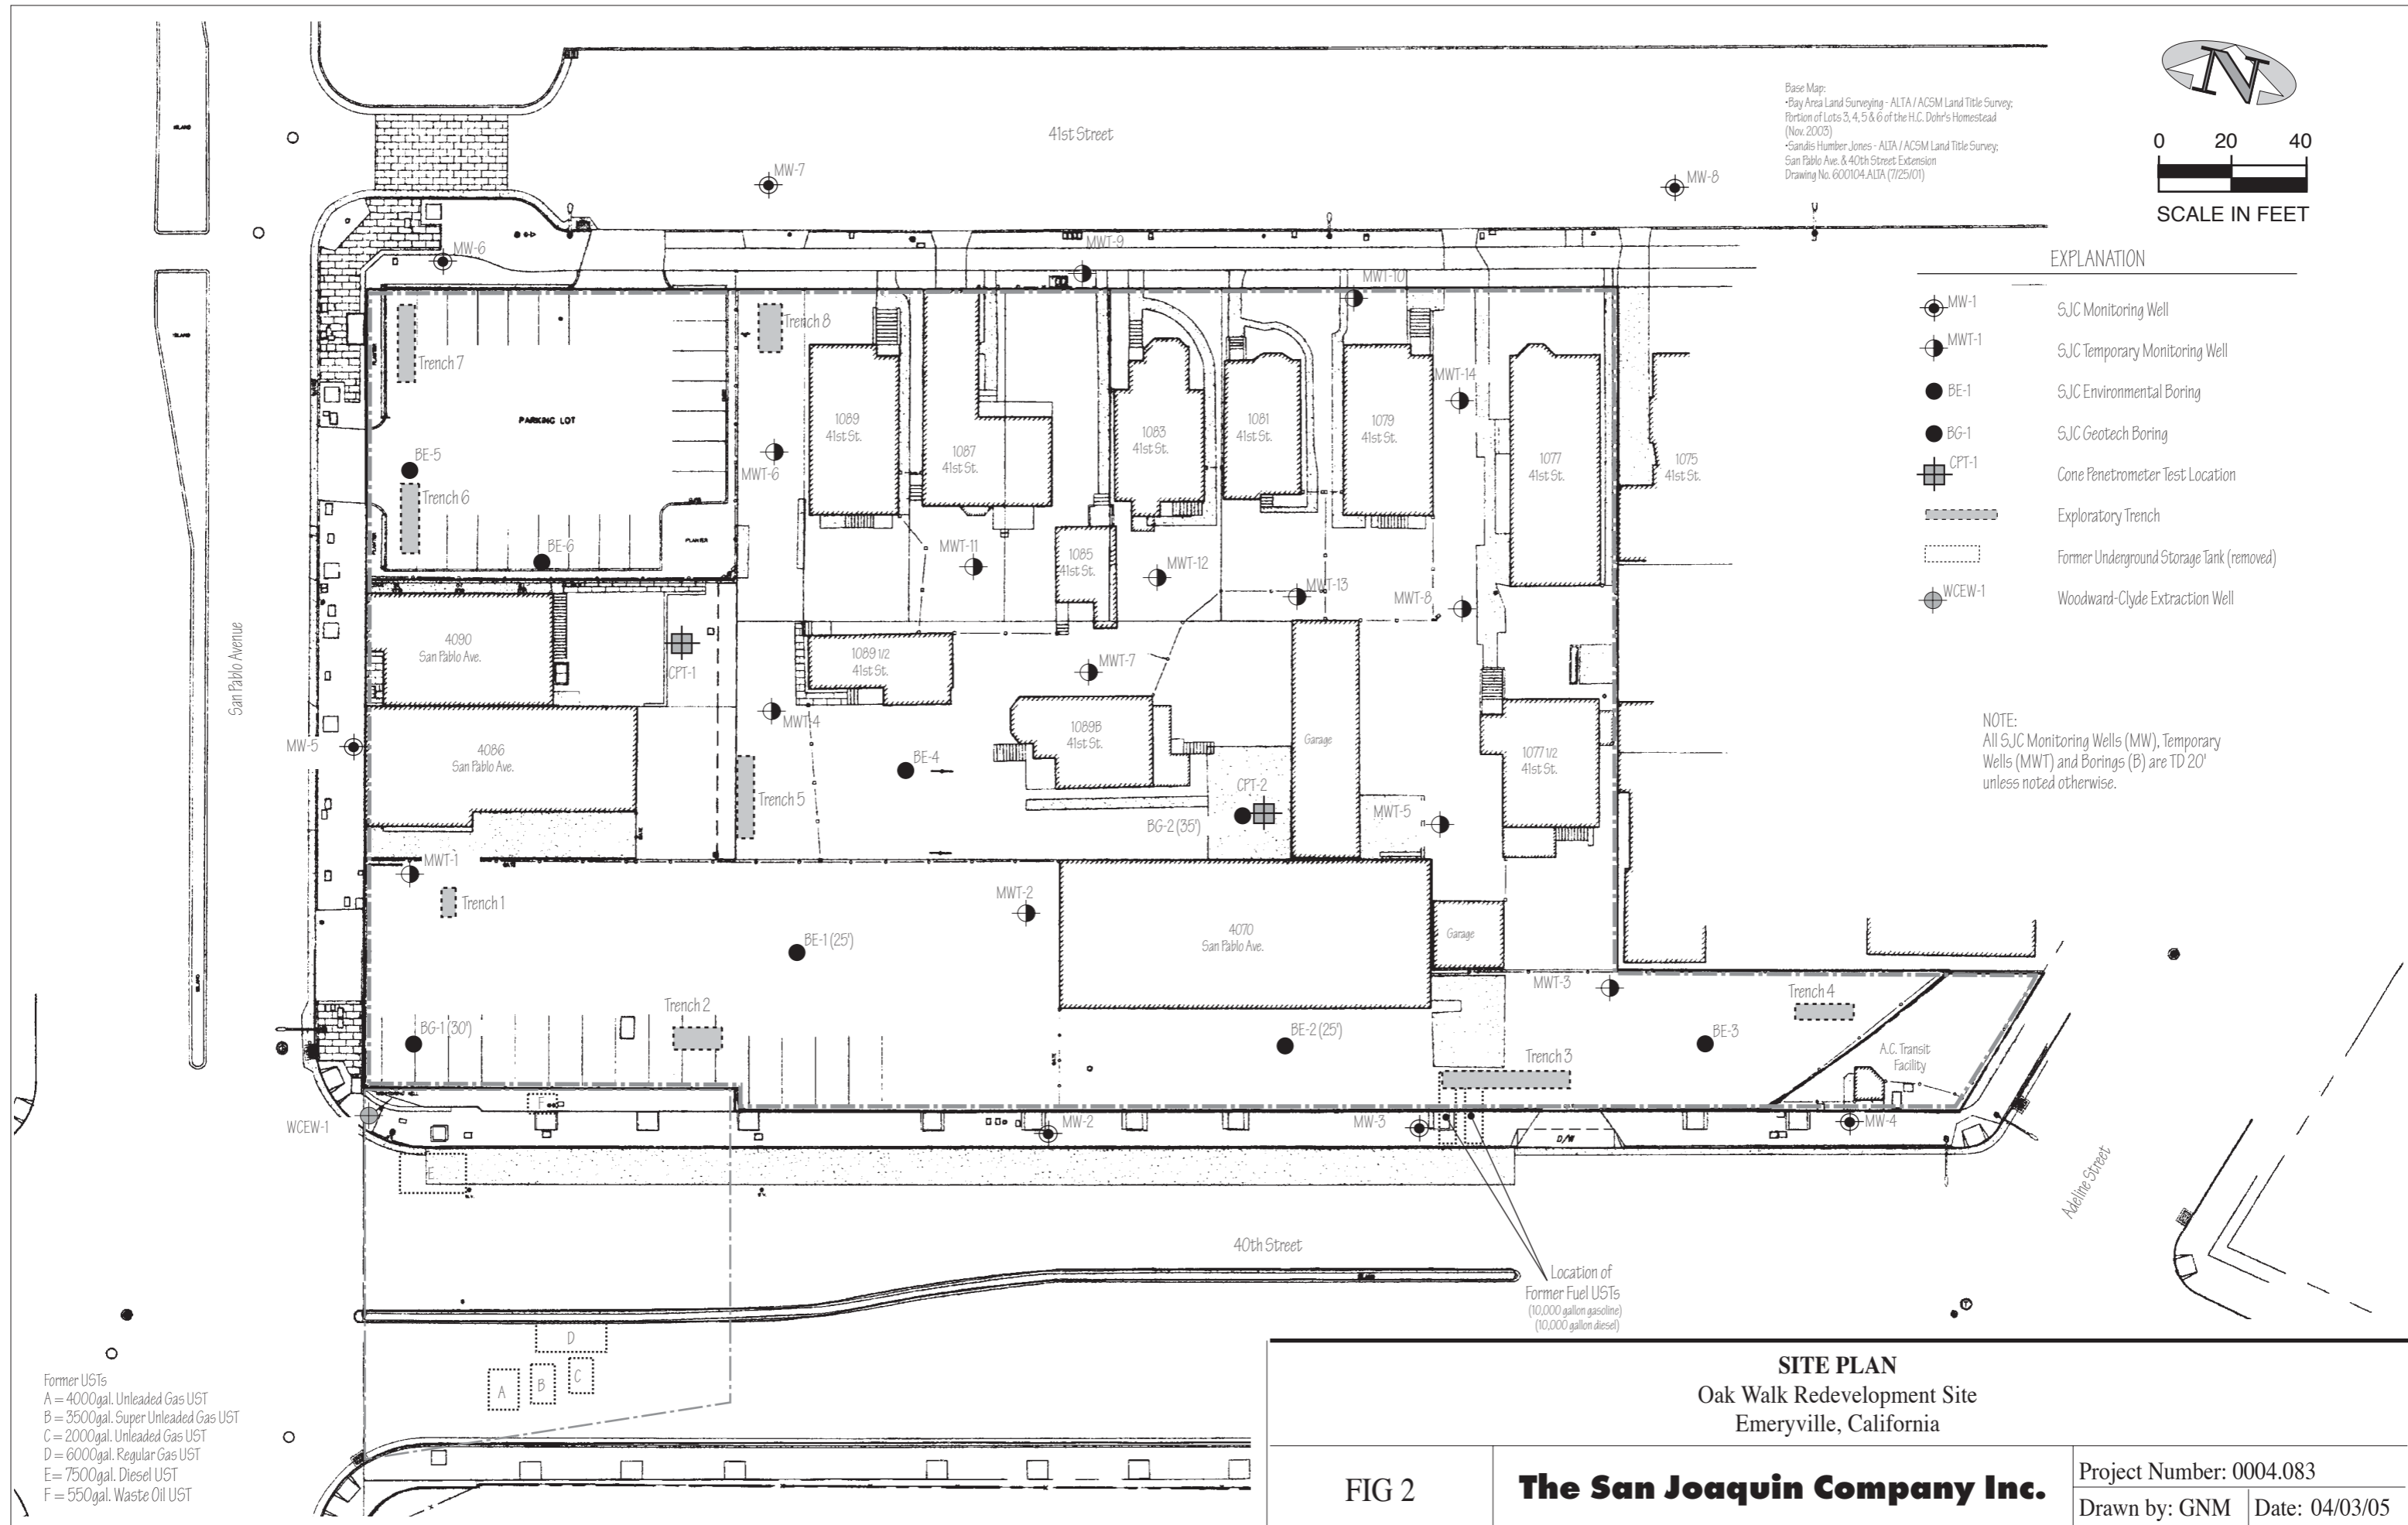 41st Street
Base Map:
•Bay Area Land Surveying - ALTA / ACSM Land Title Survey;
Portion of Lots 3, 4, 5 & 6 of the H.C. Dohr's Homestead
(Nov. 2003)
•Sandis Humber Jones - ALTA / ACSM Land Title Survey;
San Pablo Ave. & 40th Street Extension
Drawing No. 600104.ALTA (7/25/01)
N
0 20 40
SCALE IN FEET
EXPLANATION
MW-1 SJC Monitoring Well
MWT-1 SJC Temporary Monitoring Well
BE-1 SJC Environmental Boring
BG-1 SJC Geotech Boring
CPT-1 Cone Penetrometer Test Location
Exploratory Trench
Former Underground Storage Tank (removed)
WCEW-1 Woodward-Clyde Extraction Well
NOTE:
All SJC Monitoring Wells (MW), Temporary
Wells (MWT) and Borings (B) are TD 20'
unless noted otherwise.
ISLAND
ISLAND
ISLAND
San Pablo Avenue
MW-7
MW-8
MW-6
MWT-9
MWT-10
Trench 7
Trench 8
PLANTER
PARKING LOT
BE-5
Trench 6
PLANTER
BE-6
PLANTER
MWT-6
1089
41st St.
1087
41st St.
1083
41st St.
1081
41st St.
1079
41st St.
MWT-14
1077
41st St.
1075
41st St.
MWT-11
1085
41st St.
MWT-12
MWT-13
MWT-8
4090
San Pablo Ave.
CPT-1
1089 1/2
41st St.
MWT-7
MWT-4
MW-5
4086
San Pablo Ave.
BE-4
1089B
41st St.
Garage
1077 1/2
41st St.
Trench 5
GATE
CPT-2
BG-2 (35')
MWT-5
MWT-1
GATE
Trench 1
MWT-2
BE-1 (25')
4070
San Pablo Ave.
Garage
MWT-3
Trench 4
BG-1 (30')
Trench 2
BE-2 (25')
GATE
BE-3
Trench 3
A.C. Transit
Facility
F
WCEW-1
MW-2
MW-3
D/W
MW-4
E
Adeline Street
40th Street
ISLAND
Location of
Former Fuel USTs
(10,000 gallon gasoline)
(10,000 gallon diesel)
D
A
B
C
Former USTs
A = 4000gal. Unleaded Gas UST
B = 3500gal. Super Unleaded Gas UST
C = 2000gal. Unleaded Gas UST
D = 6000gal. Regular Gas UST
E= 7500gal. Diesel UST
F = 550gal. Waste Oil UST
SITE PLAN
Oak Walk Redevelopment Site
Emeryville, California
FIG 2
The San Joaquin Company Inc.
Project Number: 0004.083
Drawn by: GNM Date: 04/03/05